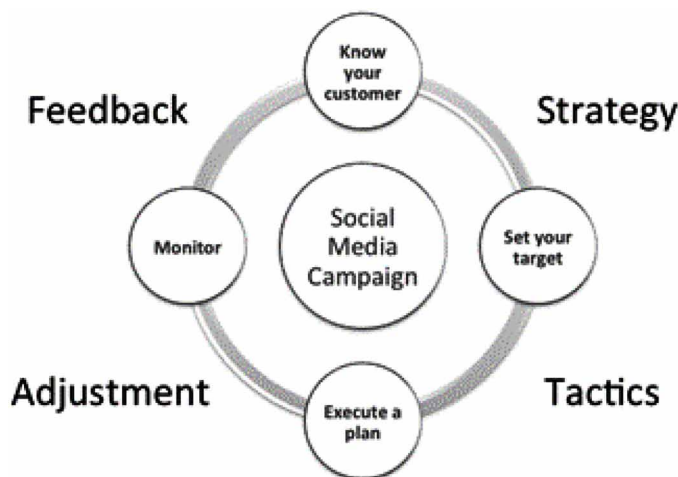 Know
your
customer
Feedback
Strategy
Monitor
Social
Media
Campaign
Set your
target
Adjustment
Tactics
Execute a
plan